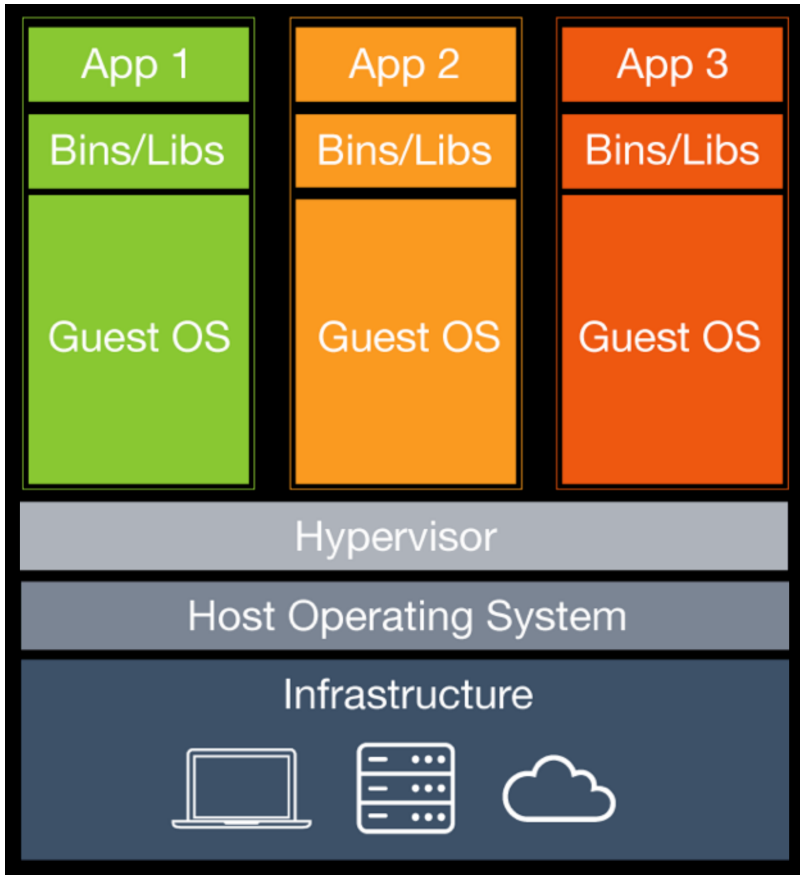 App 1
App 2
App 3
Bins/Libs
Bins/Libs
Bins/Libs
Guest OS
Guest OS
Guest OS
Hypervisor
Host Operating System
Infrastructure